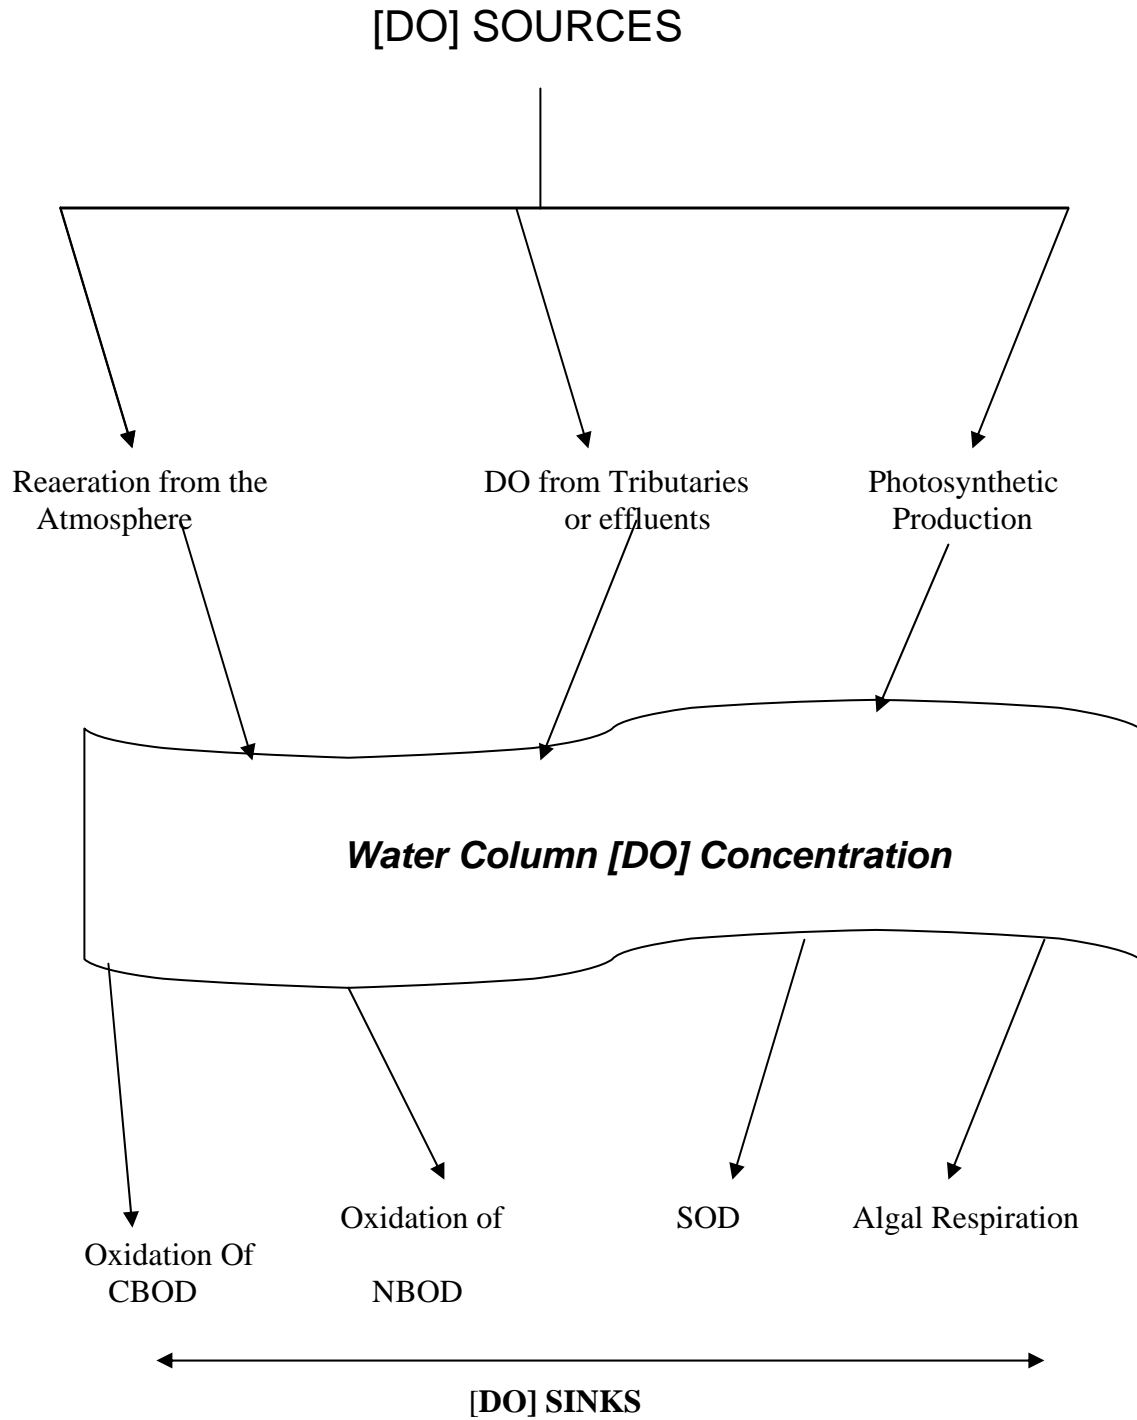 [DO] SOURCES
Reaeration from the
Atmosphere
DO from Tributaries
or effluents
Photosynthetic
Production
Water Column [DO] Concentration
Oxidation Of
CBOD
Oxidation of
NBOD
SOD
Algal Respiration
[DO] SINKS